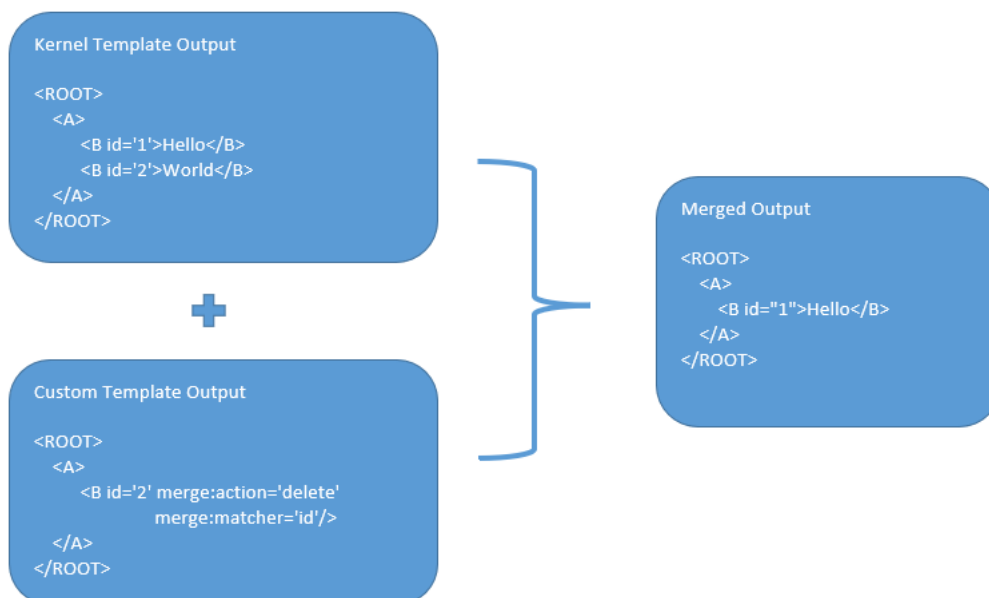 Kernel Template Output
<ROOT>
<A>
<B id='1'>Hello</B>
<B id='2'>World</B>
</A>
</ROOT>
Custom Template Output
<ROOT>
<A>
<B id='2' merge:action='delete'
merge:matcher='id'/>
</A>
</ROOT>
Merged Output
<ROOT>
<A>
<B id="1">Hello</B>
</A>
</ROOT>